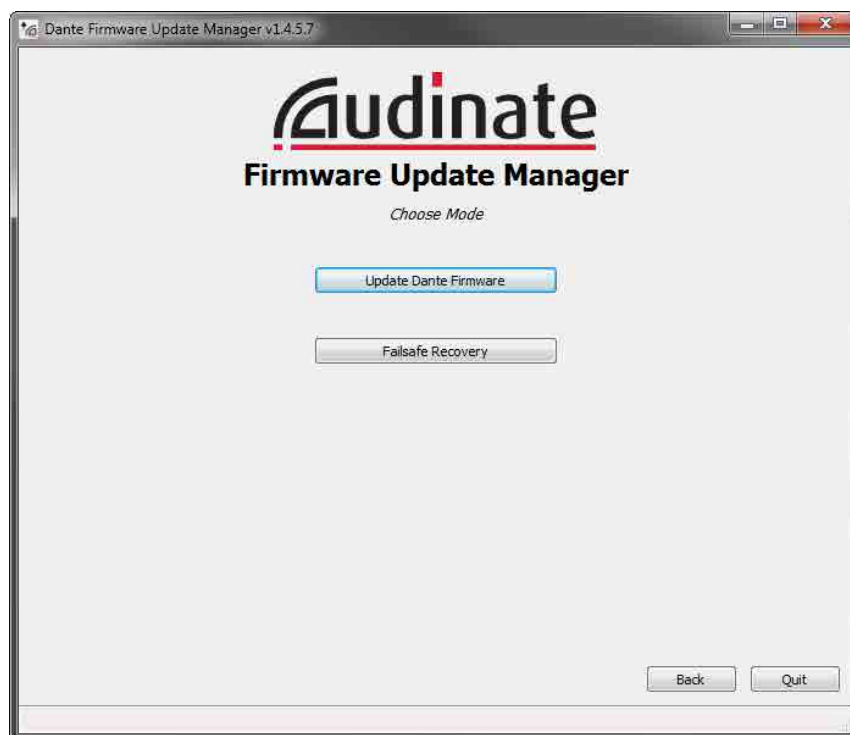 Dante Firmware Update Manager v1.4.5.7
Audinate
Firmware Update Manager
Choose Mode
Update Dante Firmware
Failsafe Recovery
Back
Quit